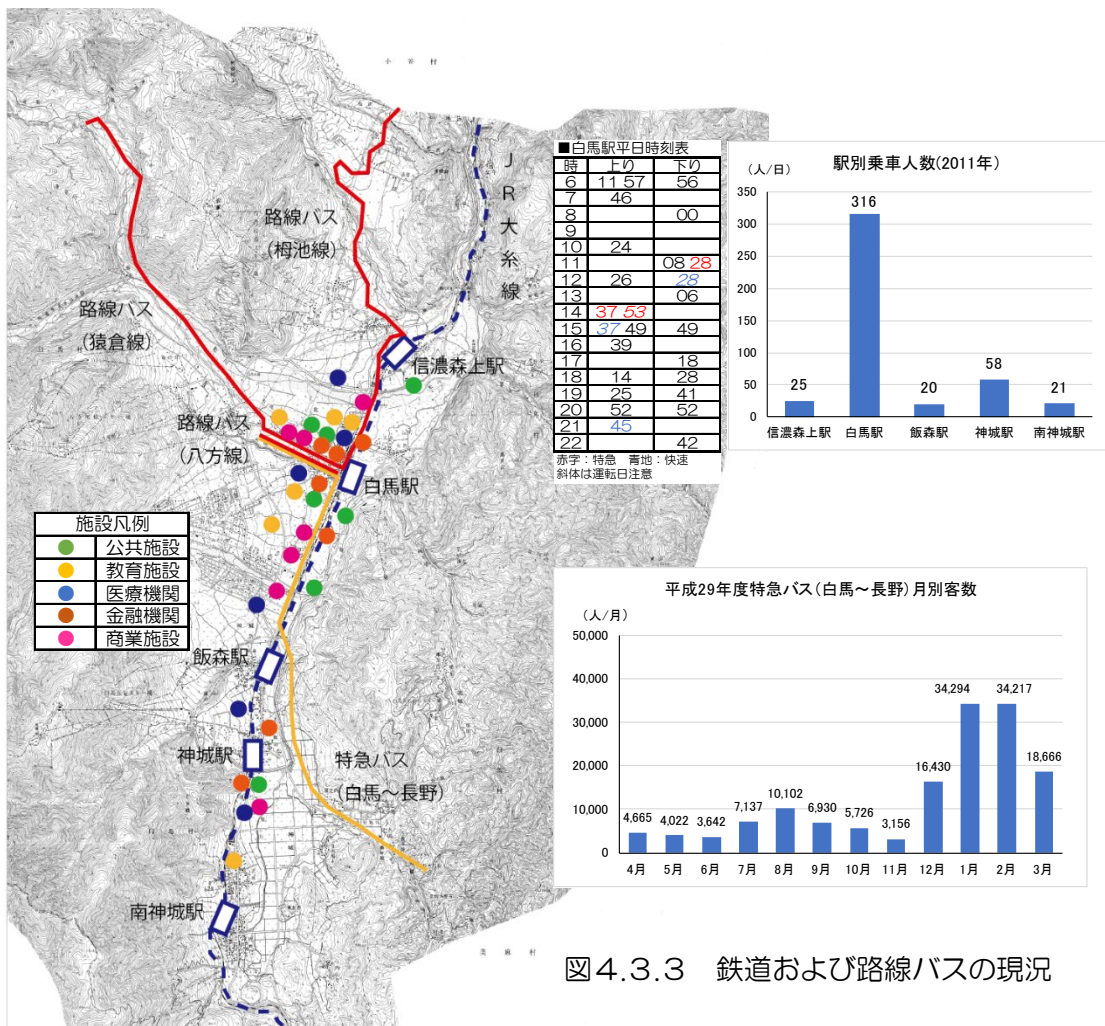 小谷村
JR大糸線
路線バス
(栂池線)
路線バス
(猿倉線)
信濃森上駅
路線バス
(八方線)
白馬駅
施設凡例
公共施設
教育施設
医療機関
金融機関
商業施設
飯森駅
神城駅
特急バス
(白馬~長野)
南神城駅
美麻村
■白馬駅平日時刻表
時 上り 下り
6 11 57 56
7 46
8 00
9
10 24
11 08 28
12 26 28
13 06
14 37 53
15 37 49 49
16 39
17 18
18 14 28
19 25 41
20 52 52
21 45
22 42
赤字:特急 青地:快速
斜体は運転日注意
駅別乗車人数(2011年)
(人/日)
350
300
250
200
150
100
50
0
25
316
20
58
21
信濃森上駅 白馬駅 飯森駅 神城駅 南神城駅
平成29年度特急バス(白馬~長野)月別客数
(人/月)
50,000
40,000
30,000
20,000
10,000
0
4,665
4,022
3,642
7,137
10,102
6,930
5,726
3,156
16,430
34,294
34,217
18,666
4月 5月 6月 7月 8月 9月 10月 11月 12月 1月 2月 3月
図4.3.3 鉄道および路線バスの現況